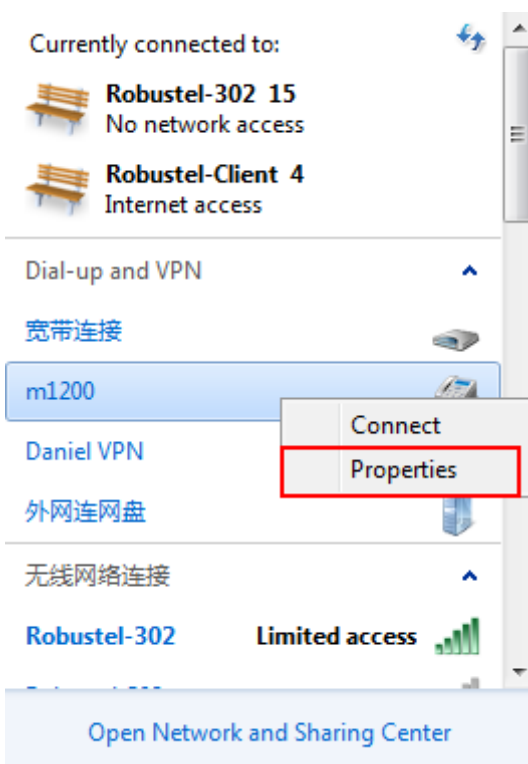 Currently connected to:
Robustel-302 15
No network access
Robustel-Client 4
Internet access
Dial-up and VPN
宽带连接
m1200
Connect
Daniel VPN
Properties
外网连网盘
无线网络连接
Robustel-302 Limited access
Open Network and Sharing Center